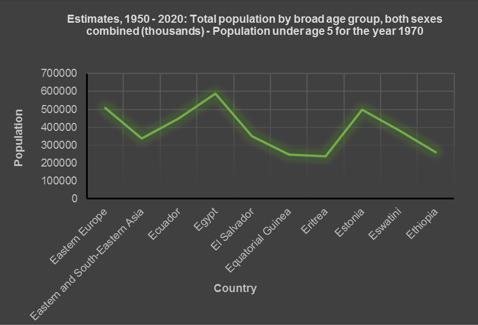 Estimates, 1950 - 2020: Total population by broad age group, both sexes
combined (thousands) - Population under age 5 for the year 1970
700000
600000
500000
400000
300000
200000
100000
0
Population
Eastern Europe
Eastern and South-Eastern Asia
Ecuador
Egypt
El Salvador
Equatorial Guinea
Eritrea
Estonia
Eswatini
Ethiopia
Country